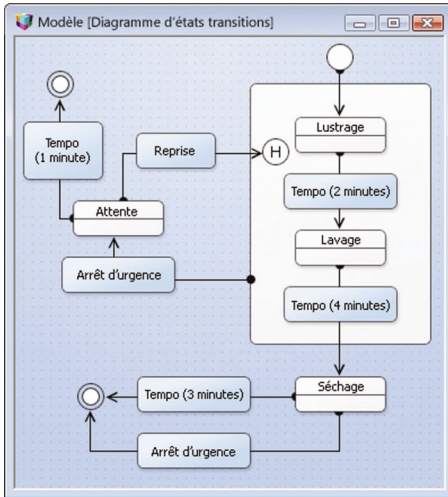 Modèle [Diagramme d'états transitions]
Tempo
(1 minute)
Reprise
H
Lustrage
Tempo (2 minutes)
Attente
Lavage
Arrêt d'urgence
Tempo (4 minutes)
Séchage
Tempo (3 minutes)
Arrêt d'urgence